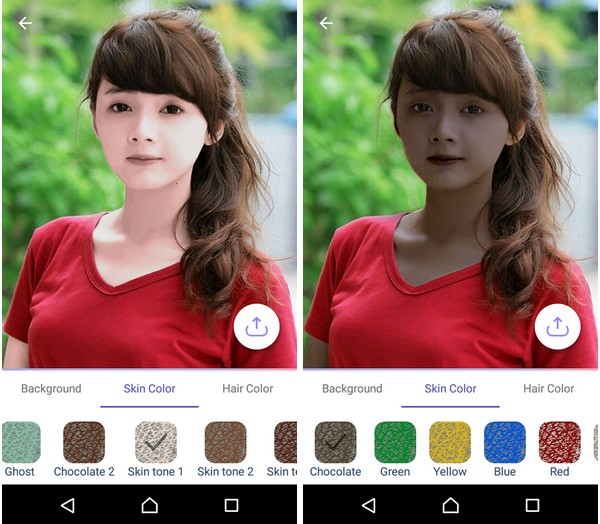 Background Skin Color Hair Color
Ghost Chocolate 2 Skin tone 1 Skin tone 2 Skin to
Background Skin Color Hair Color
Chocolate Green Yellow Blue Red